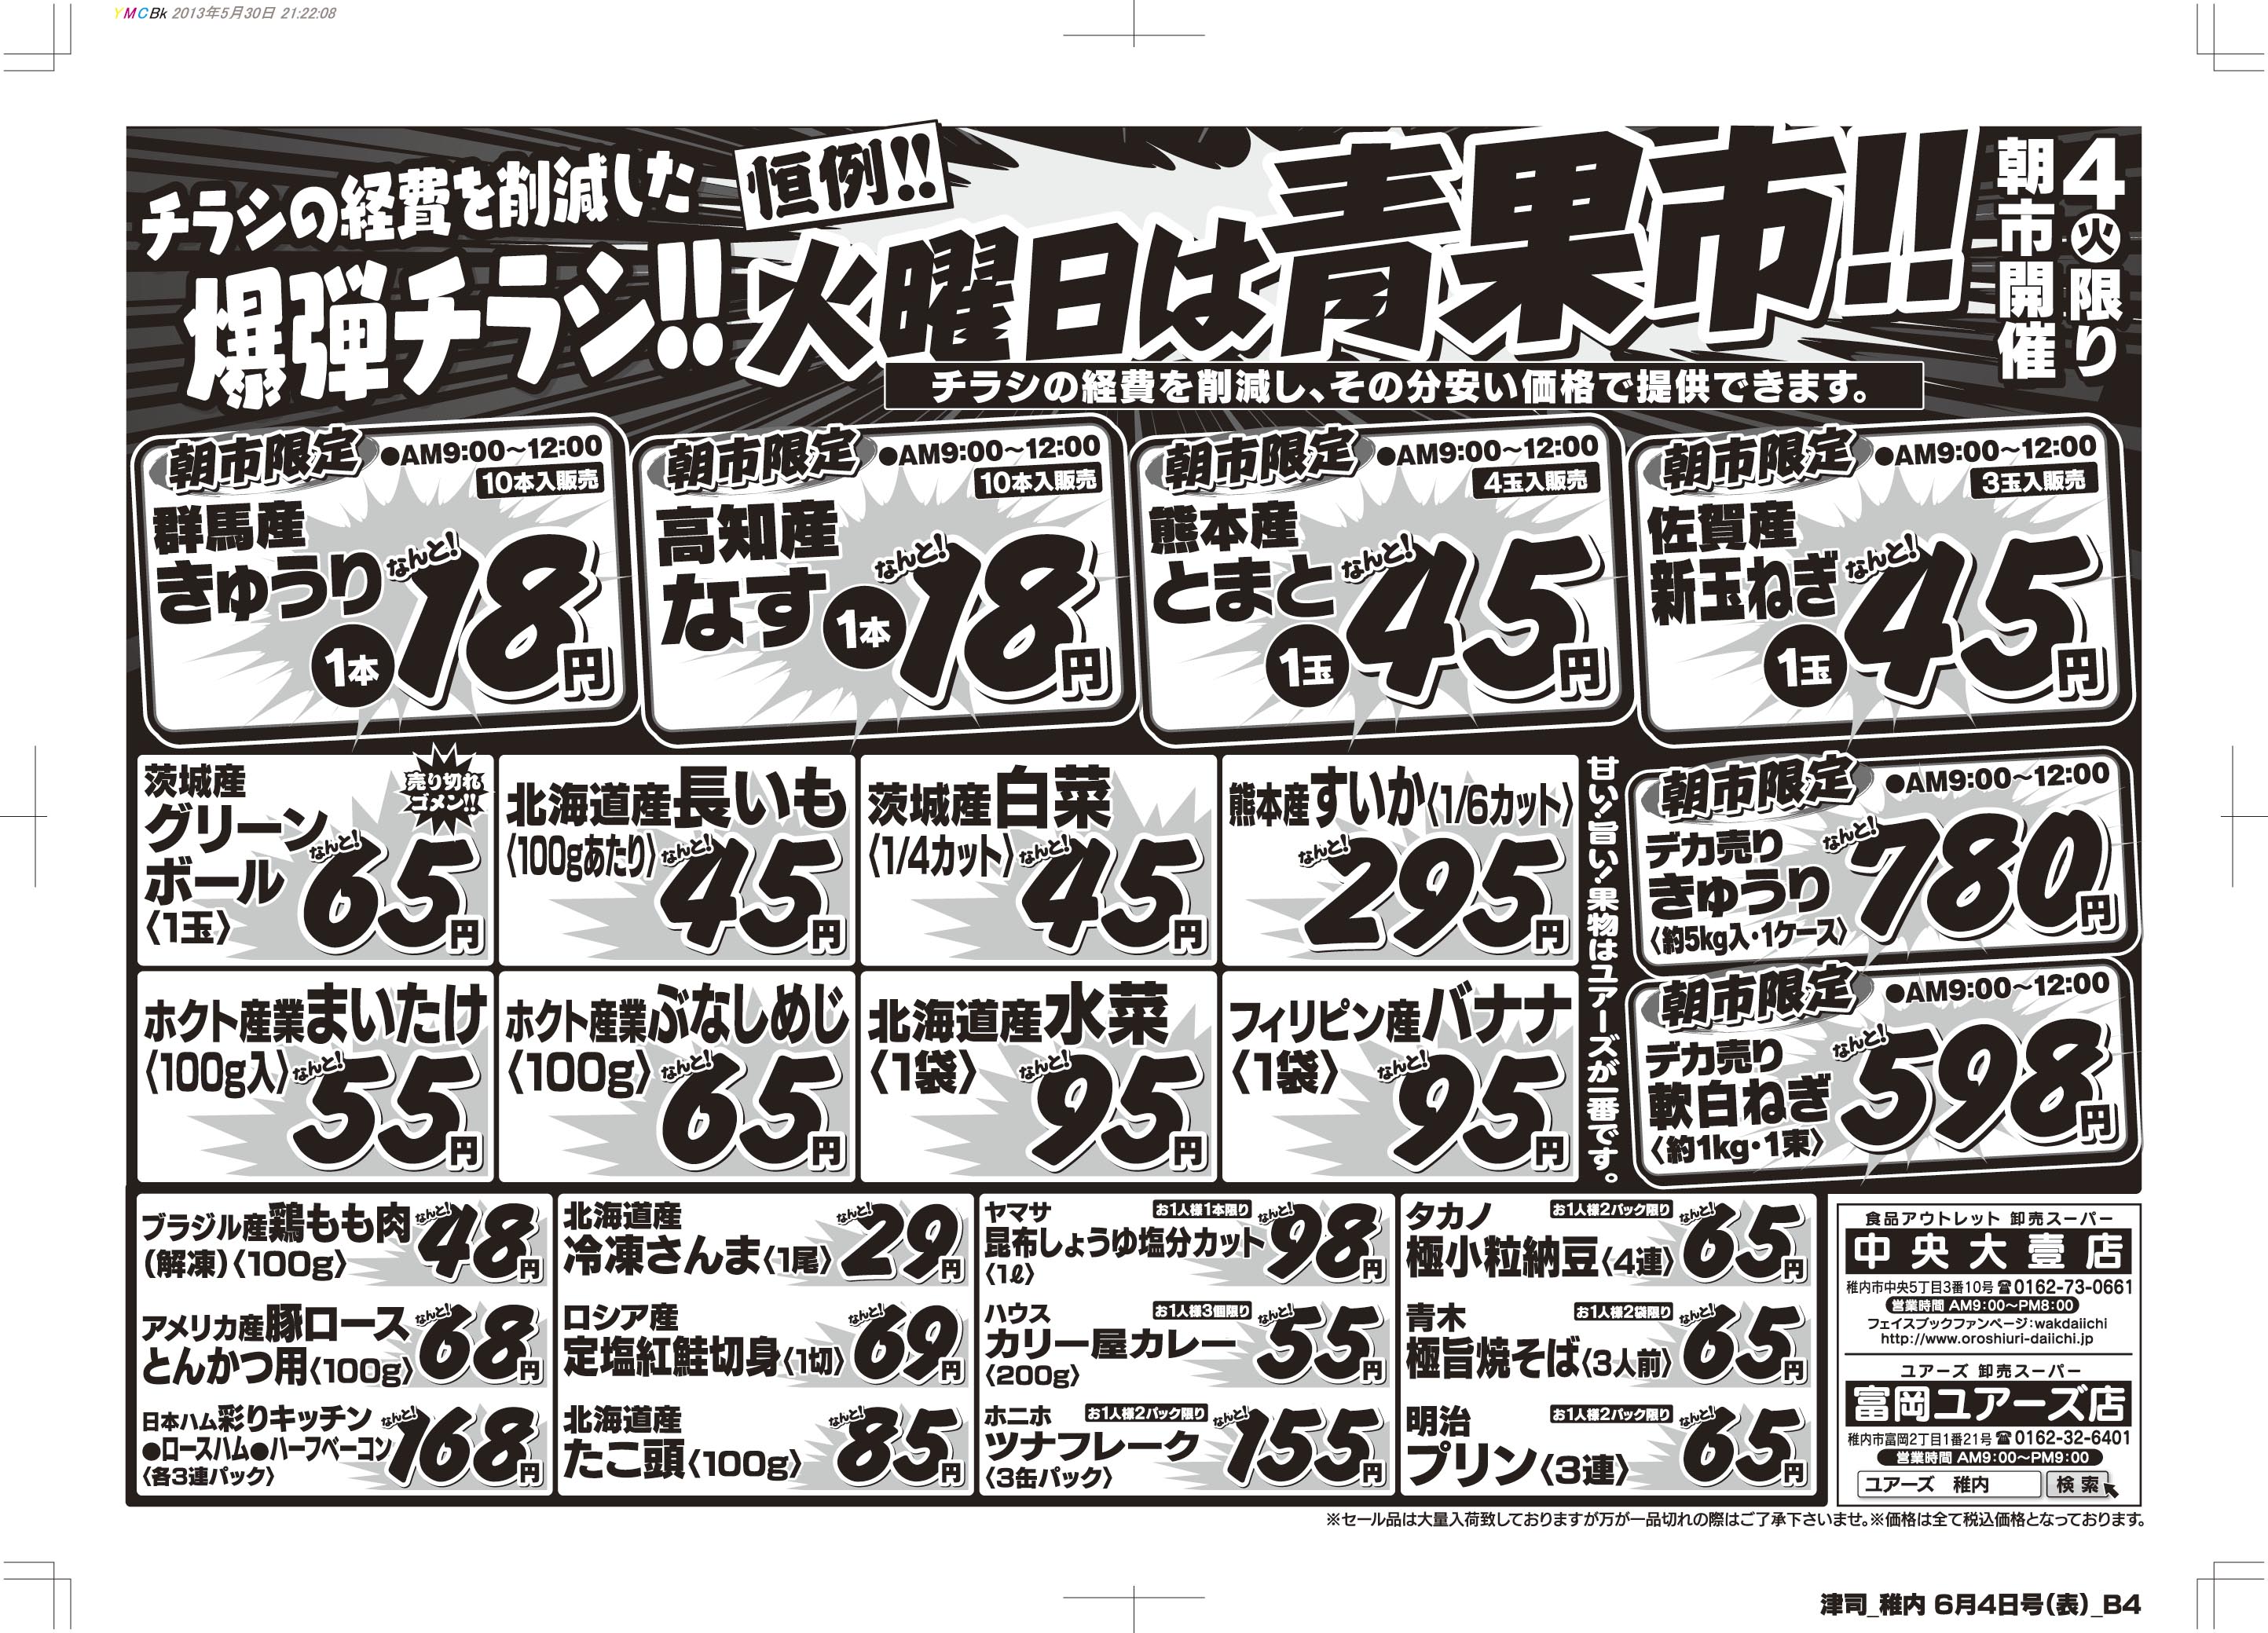 YMCBk 2013年5月30日 21:22:08
チラシの経費を削減した
爆弾チラシ!!
恒例!!
火曜日は青果市!!
4火限り
朝市開催
チラシの経費を削減し、その分安い価格で提供できます。
朝市限定
●AM9:00~12:00
10本入販売
群馬産
きゅうり
1本
なんと!
18円
朝市限定
●AM9:00~12:00
10本入販売
高知産
なす
1本
なんと!
18円
朝市限定
●AM9:00~12:00
4玉入販売
熊本産
とまと
1玉
なんと!
45円
朝市限定
●AM9:00~12:00
3玉入販売
佐賀産
新玉ねぎ
1玉
なんと!
45円
茨城産
グリーン
ボール
〈1玉〉
売り切れ
ゴメン!!
なんと!
65円
北海道産長いも
〈100gあたり〉
なんと!
45円
茨城産白菜
〈1/4カット〉
なんと!
45円
熊本産すいか〈1/6カット〉
なんと!
295円
甘い!旨い!果物はユアーズが一番です。
朝市限定
●AM9:00~12:00
デカ売り
きゅうり
〈約5kg入・1ケース〉
なんと!
780円
ホクト産業まいたけ
〈100g入〉
なんと!
55円
ホクト産業ぶなしめじ
〈100g〉
なんと!
65円
北海道産水菜
〈1袋〉
なんと!
95円
フィリピン産バナナ
〈1袋〉
なんと!
95円
朝市限定
●AM9:00~12:00
デカ売り
軟白ねぎ
〈約1kg・1束〉
なんと!
598円
ブラジル産鶏もも肉
(解凍)〈100g〉
なんと!
48円
アメリカ産豚ロース
とんかつ用〈100g〉
なんと!
68円
日本ハム彩りキッチン
●ロースハム●ハーフベーコン
〈各3連パック〉
なんと!
168円
北海道産
冷凍さんま〈1尾〉
なんと!
29円
ロシア産
定塩紅鮭切身〈1切〉
なんと!
69円
北海道産
たこ頭〈100g〉
なんと!
85円
ヤマサ
お1人様1本限り
昆布しょうゆ塩分カット
〈1ℓ〉
なんと!
98円
ハウス
お1人様3個限り
カリー屋カレー
〈200g〉
なんと!
55円
ホニホ
お1人様2パック限り
ツナフレーク
〈3缶パック〉
なんと!
155円
タカノ
お1人様2パック限り
極小粒納豆〈4連〉
なんと!
65円
青木
お1人様2袋限り
極旨焼そば〈3人前〉
なんと!
65円
明治
お1人様2パック限り
プリン〈3連〉
なんと!
65円
食品アウトレット 卸売スーパー
中央大壹店
稚内市中央5丁目3番10号☎0162-73-0661
営業時間 AM9:00~PM8:00
フェイスブックファンページ:wakdaiichi
http://www.oroshiuri-daiichi.jp
ユアーズ 卸売スーパー
富岡ユアーズ店
稚内市富岡2丁目1番21号☎0162-32-6401
営業時間 AM9:00~PM9:00
ユアーズ 稚内
検索
※セール品は大量入荷致しておりますが万が一品切れの際はご了承下さいませ。※価格は全て税込価格となっております。
津司_稚内 6月4日号(表)_B4